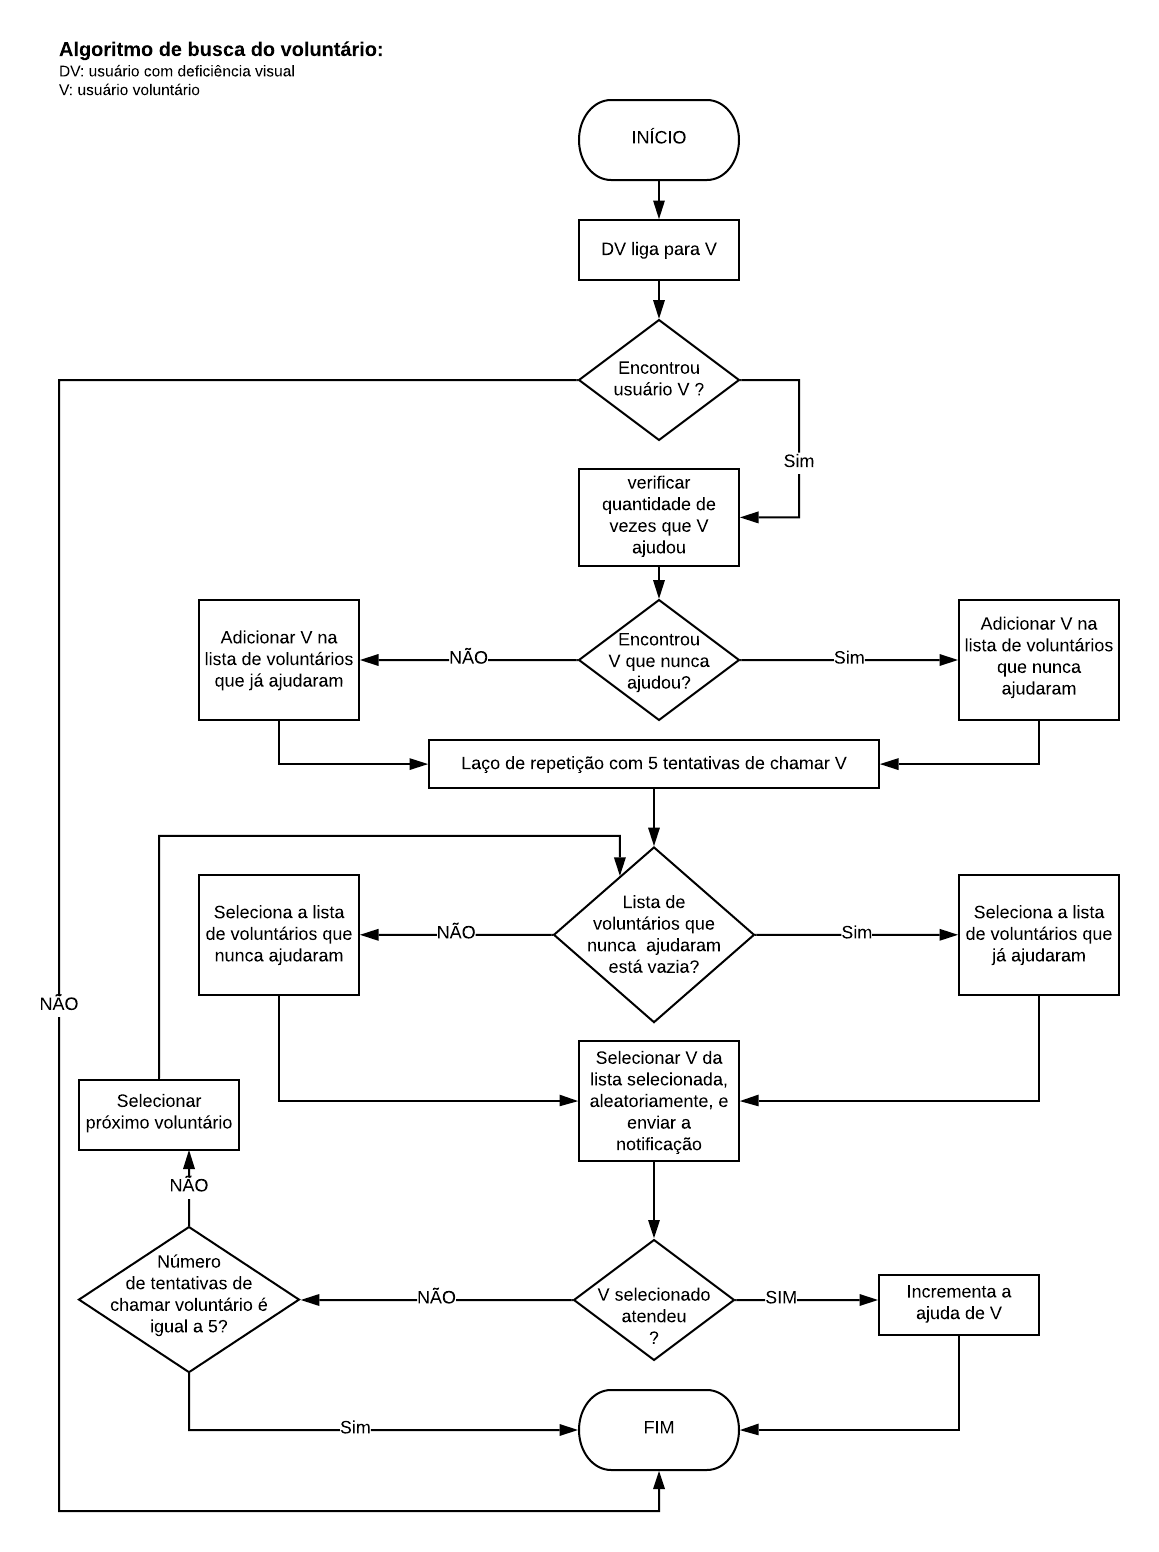 Algoritmo de busca do voluntário:
DV: usuário com deficiência visual
V: usuário voluntário
INÍCIO
DV liga para V
Encontrou
usuário V ?
Sim
verificar
quantidade de
vezes que V
ajudou
Adicionar V na
lista de voluntários
que já ajudaram
NÃO
Encontrou
V que nunca
ajudou?
Sim
Adicionar V na
lista de voluntários
que nunca
ajudaram
Laço de repetição com 5 tentativas de chamar V
Seleciona a lista
de voluntários que
nunca ajudaram
NÃO
Lista de
voluntários que
nunca  ajudaram
está vazia?
Sim
Seleciona a lista
de voluntários que
já ajudaram
NÃO
Selecionar V da
lista selecionada,
aleatoriamente, e
enviar a
notificação
Selecionar
próximo voluntário
NÃO
Número
de tentativas de
chamar voluntário é
igual a 5?
NÃO
V selecionado
atendeu
?
SIM
Incrementa a
ajuda de V
Sim
FIM